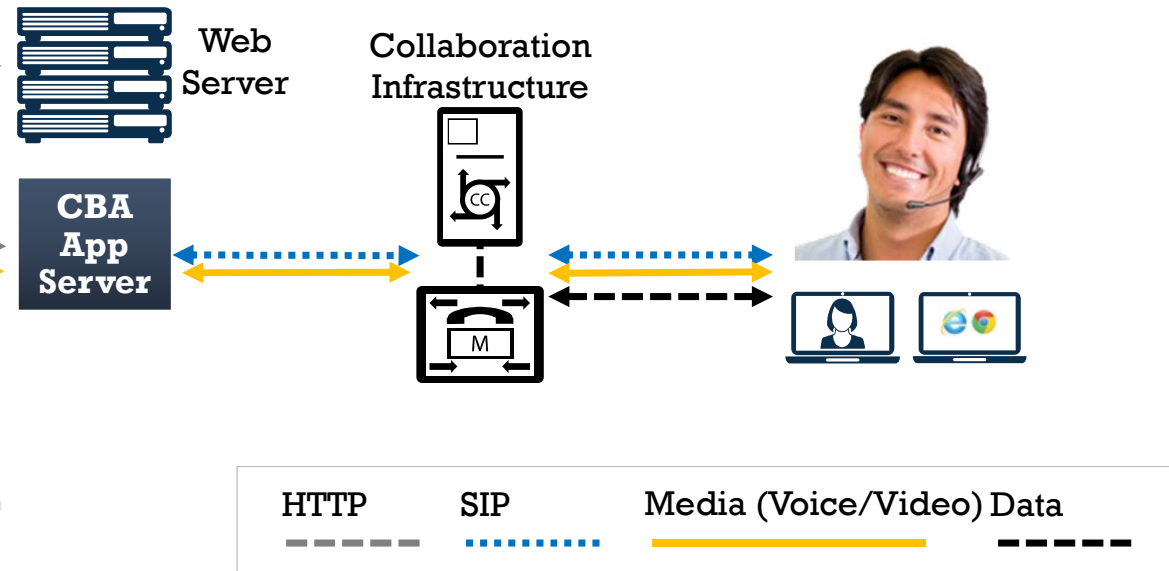 Web
Server
Collaboration
Infrastructure
CC
CBA
App
Server
M
HTTP
SIP
Media (Voice/Video)
Data